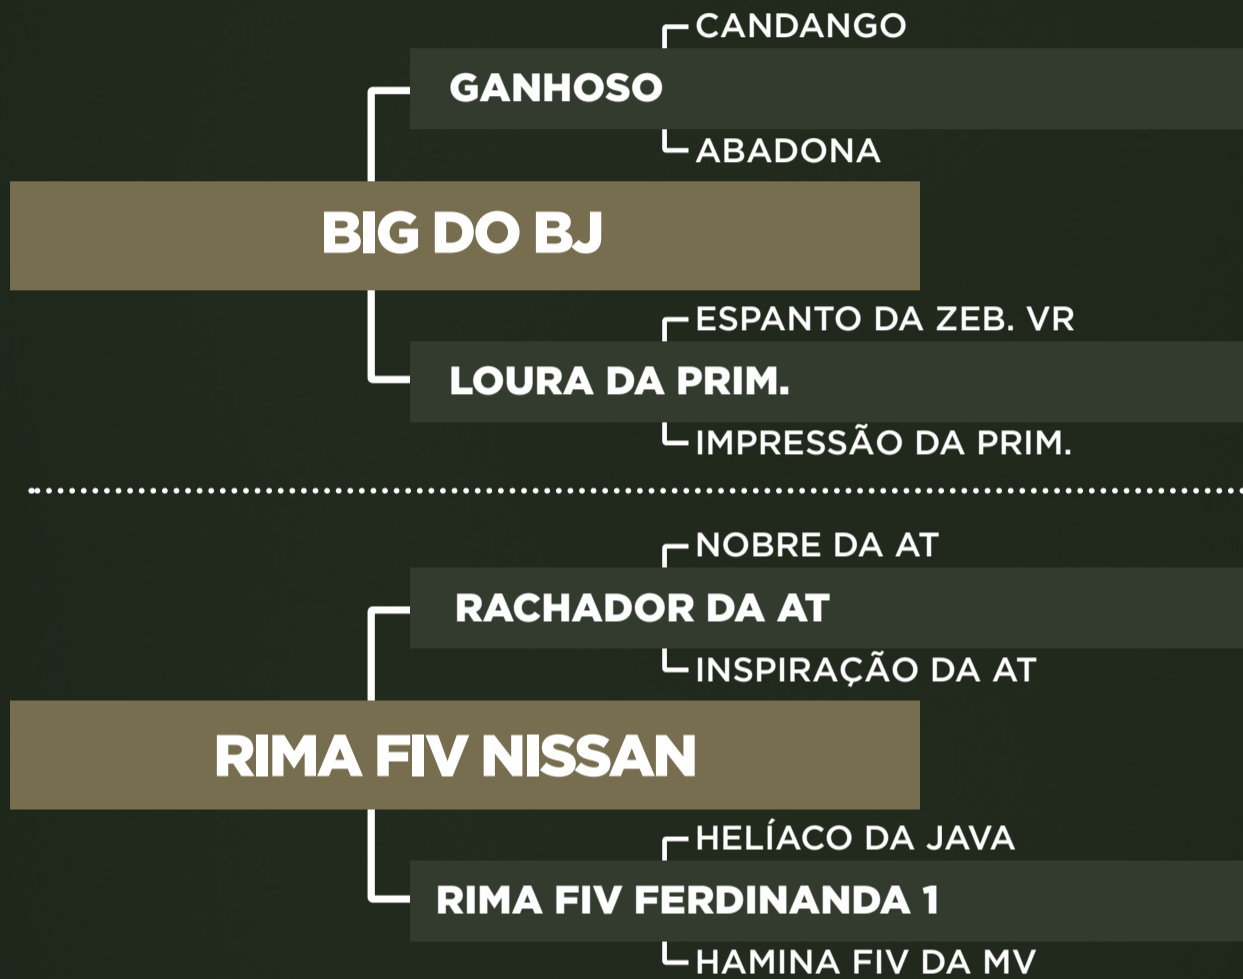 CANDANGO
GANHOSO
ABADONA
BIG DO BJ
ESPANTO DA ZEB. VR
LOURA DA PRIM.
IMPRESSÃO DA PRIM.
NOBRE DA AT
RACHADOR DA AT
INSPIRAÇÃO DA AT
RIMA FIV NISSAN
HELÍACO DA JAVA
RIMA FIV FERDINANDA 1
HAMINA FIV DA MV